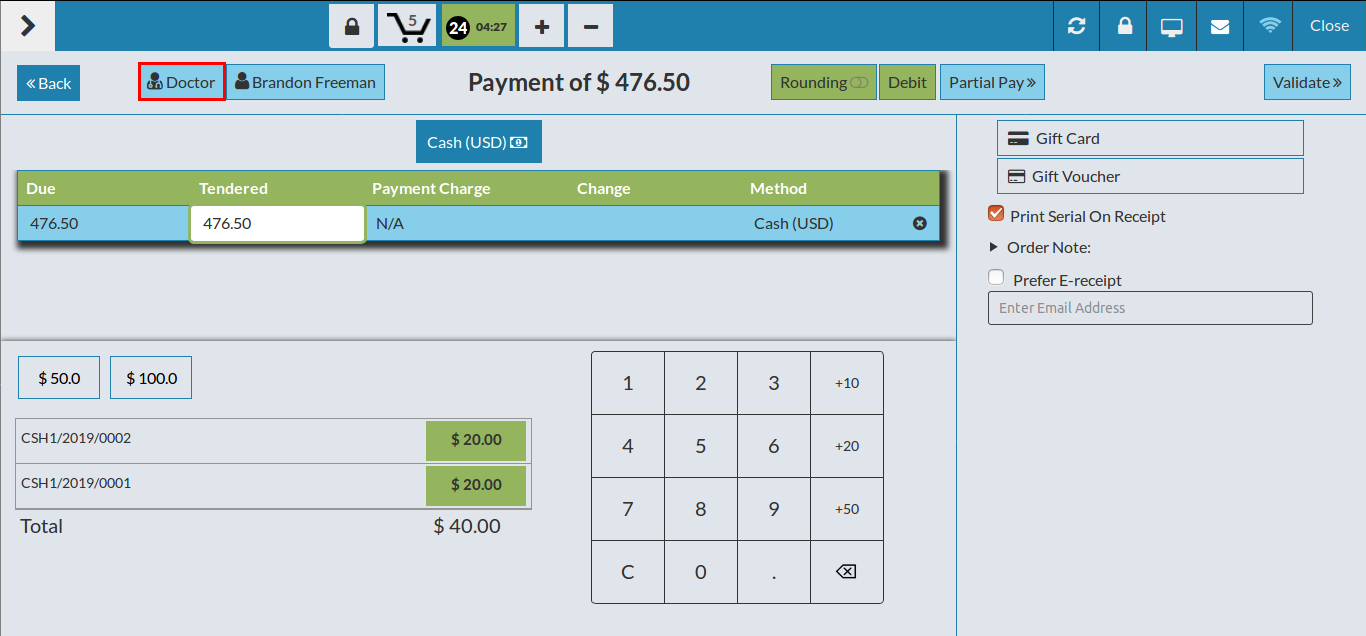 5
24 04:27
+
−
Close
«Back
Doctor
Brandon Freeman
Payment of $ 476.50
Rounding
Debit
Partial Pay »
Validate »
Cash (USD)
Due Tendered Payment Charge Change Method
476.50 476.50 N/A Cash (USD)
Gift Card
Gift Voucher
Print Serial On Receipt
Order Note:
Prefer E-receipt
Enter Email Address
$ 50.0 $ 100.0
CSH1/2019/0002 $ 20.00
CSH1/2019/0001 $ 20.00
Total $ 40.00
1 2 3 +10
4 5 6 +20
7 8 9 +50
C 0 .